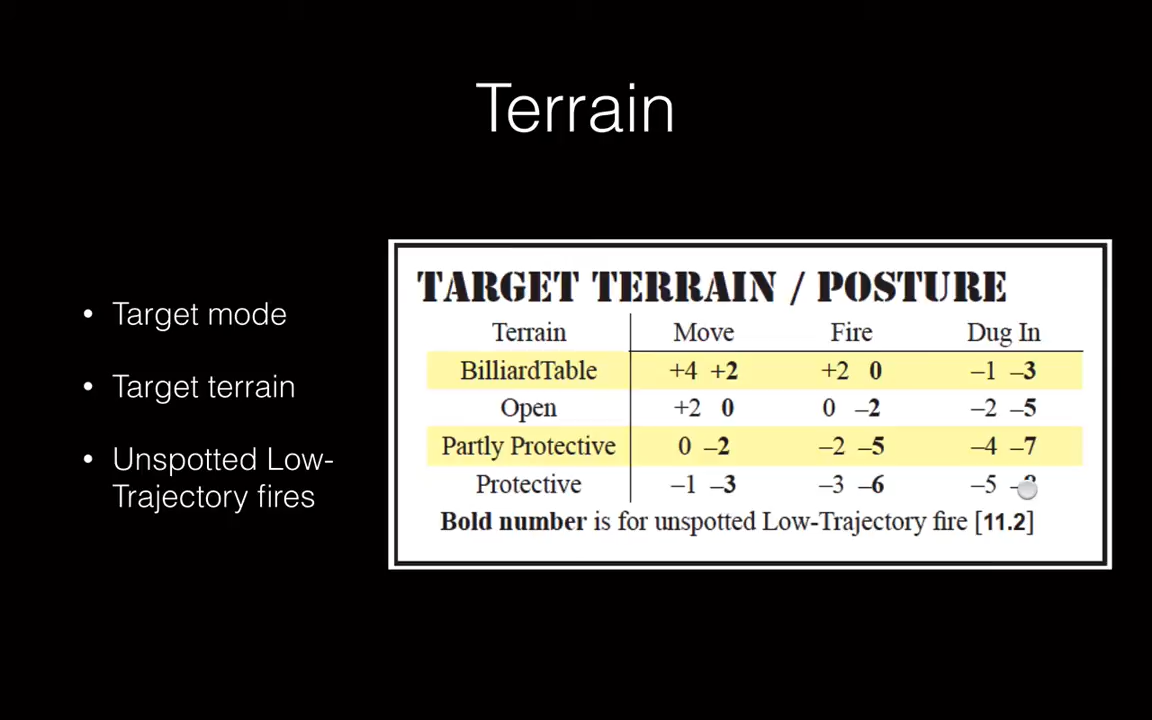 Terrain
• Target mode
• Target terrain
• Unspotted Low-
Trajectory fires
TARGET TERRAIN / POSTURE
Terrain Move Fire Dug In
BilliardTable +4 +2 +2 0 –1 –3
Open +2 0 0 –2 –2 –5
Partly Protective 0 –2 –2 –5 –4 –7
Protective –1 –3 –3 –6 –5
Bold number is for unspotted Low-Trajectory fire [11.2]